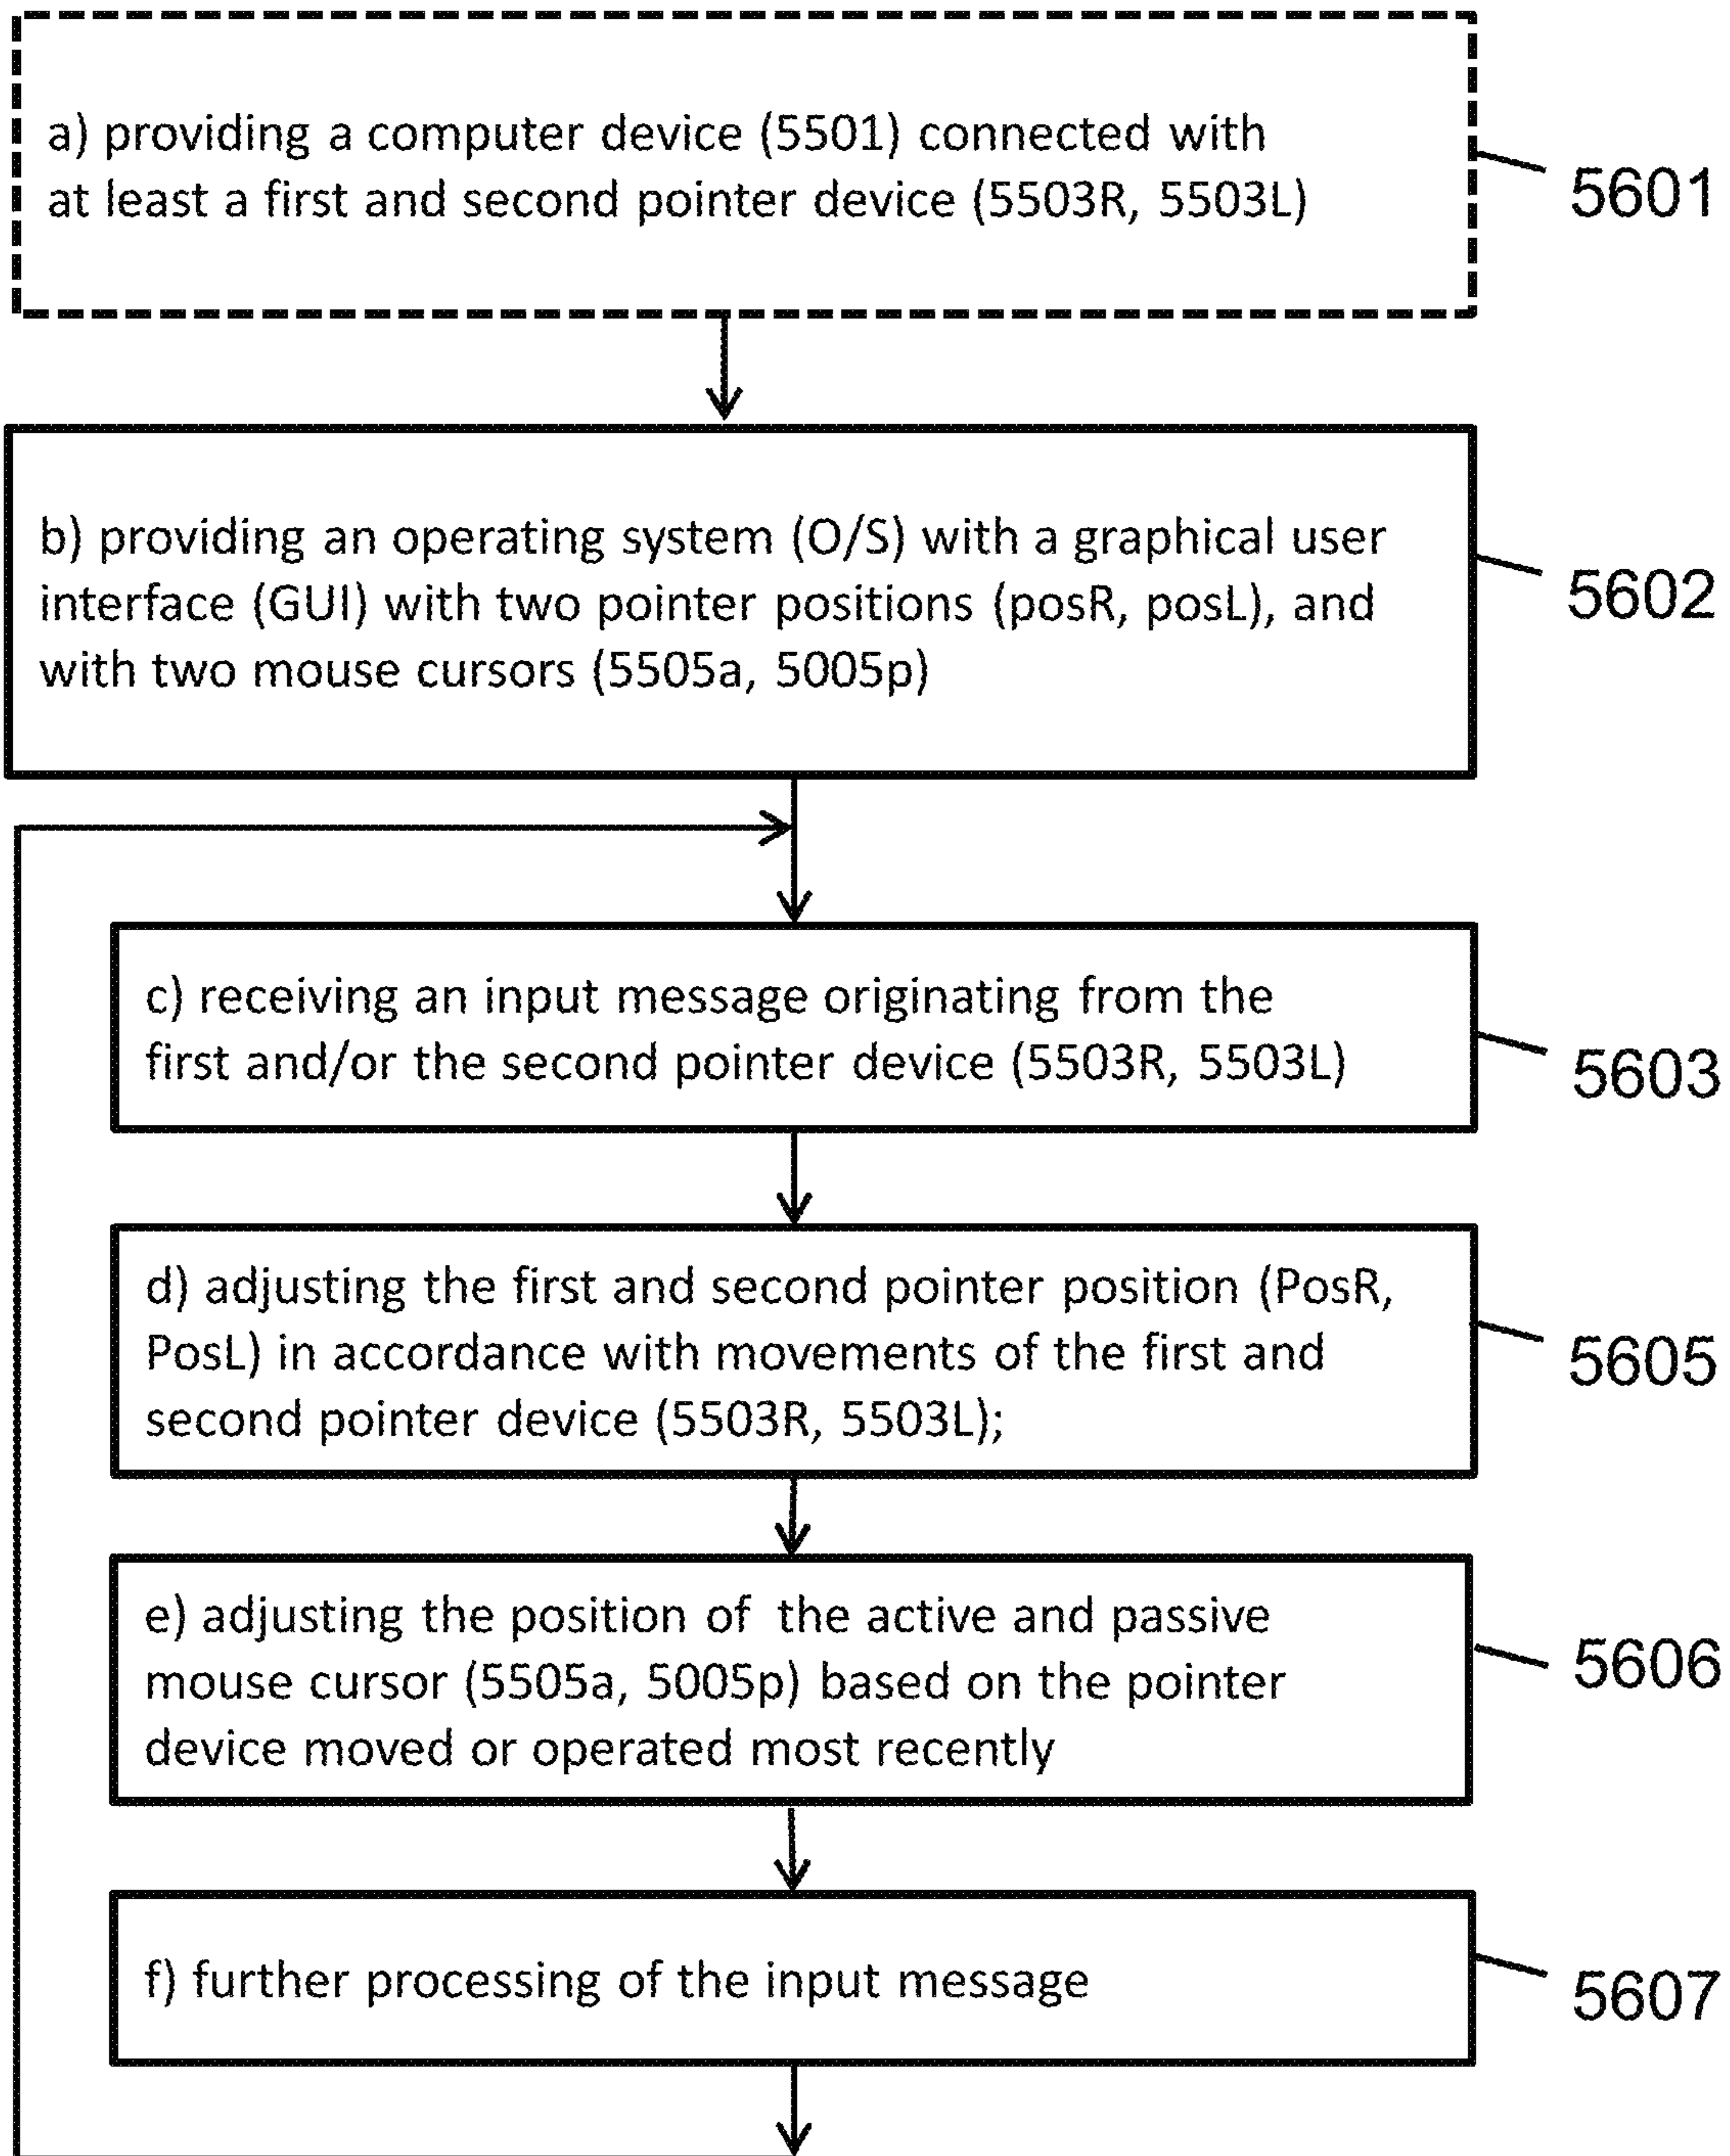 a) providing a computer device (5501) connected with
at least a first and second pointer device (5503R, 5503L)
5601
b) providing an operating system (O/S) with a graphical user
interface (GUI) with two pointer positions (posR, posL), and
with two mouse cursors (5505a, 5005p)
5602
c) receiving an input message originating from the
first and/or the second pointer device (5503R, 5503L)
5603
d) adjusting the first and second pointer position (PosR,
PosL) in accordance with movements of the first and
second pointer device (5503R, 5503L);
5605
e) adjusting the position of the active and passive
mouse cursor (5505a, 5005p) based on the pointer
device moved or operated most recently
5606
f) further processing of the input message
5607